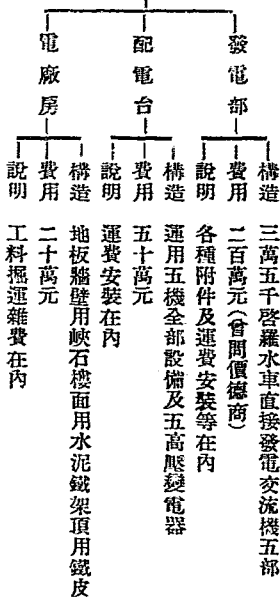 發電部
構造
三萬五千啓羅水車直接發電交流機五部
費用
二百萬元(曾問價德商)
說明
各種附件及運費安裝等在內
配電台
構造
運用五機全部設備及五高壓變電器
費用
五十萬元
說明
運費安裝在內
電廠房
構造
地板牆壁用峽石樓面用水泥鐵架頂用鐵皮
費用
二十萬元
說明
工料掘運雜費在內